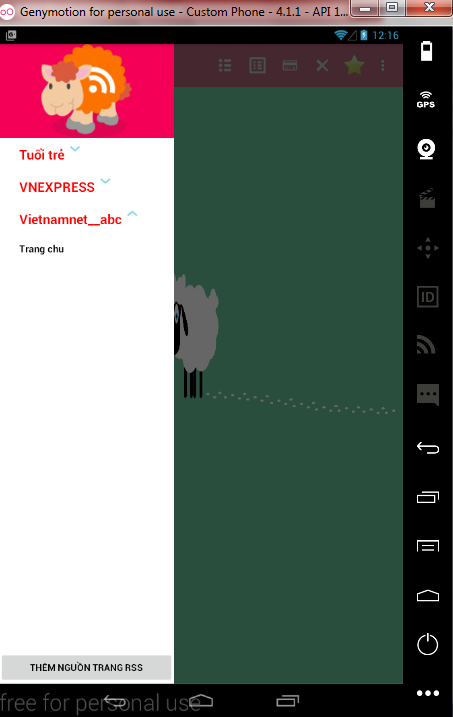 Genymotion for personal use - Custom Phone - 4.1.1 - API 1...
12:16
GPS
Tuổi trẻ
VNEXPRESS
Vietnamnet__abc
Trang chu
ID
THÊM NGUỒN TRANG RSS
free for personal use